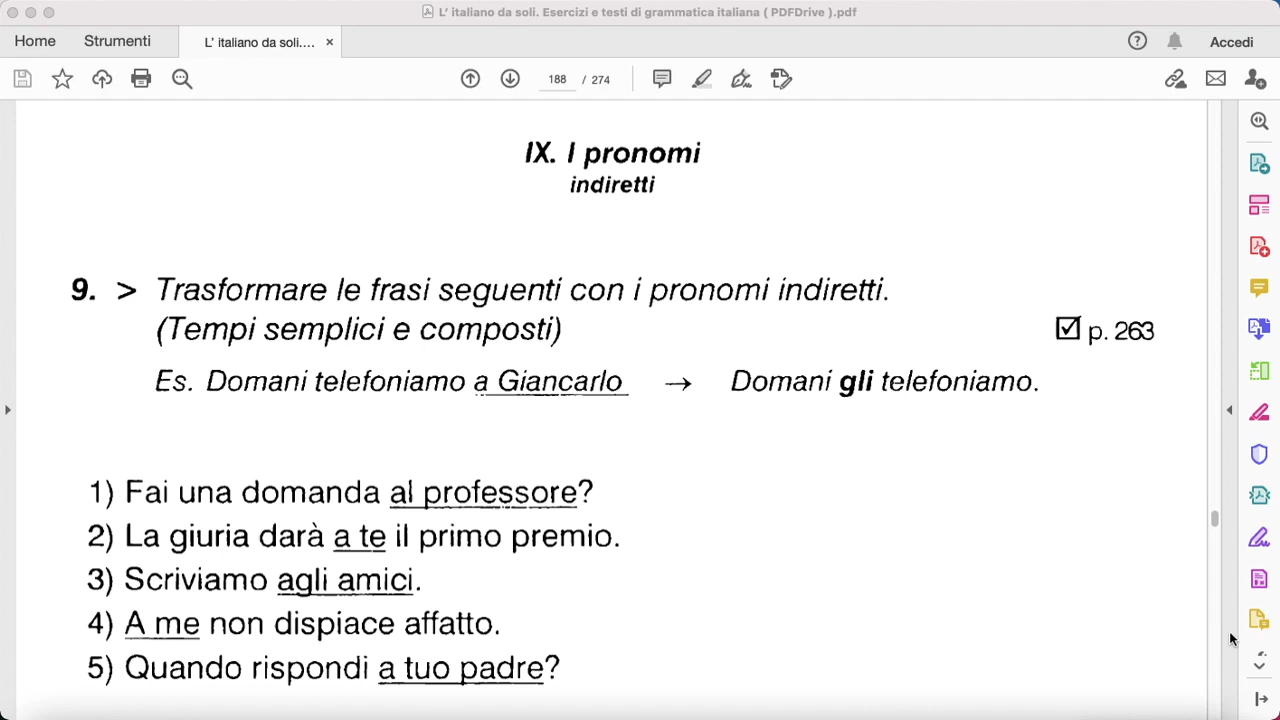 L' italiano da soli. Esercizi e testi di grammatica italiana ( PDFDrive ).pdf
Home Strumenti L' italiano da soli.... × ? Accedi
188 / 274
IX. I pronomi
indiretti
9. > Trasformare le frasi seguenti con i pronomi indiretti.
(Tempi semplici e composti) ☑ p. 263
Es. Domani telefoniamo a Giancarlo → Domani gli telefoniamo.
1) Fai una domanda al professore?
2) La giuria darà a te il primo premio.
3) Scriviamo agli amici.
4) A me non dispiace affatto.
5) Quando rispondi a tuo padre?